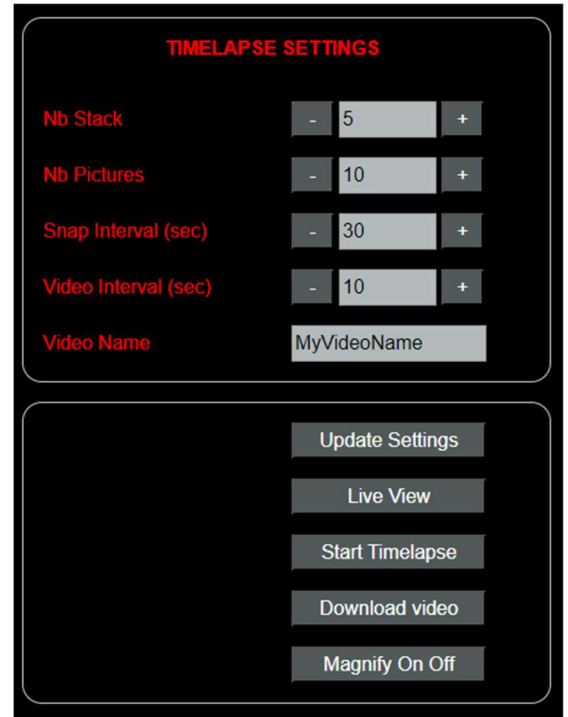 TIMELAPSE SETTINGS
Nb Stack - 5 +
Nb Pictures - 10 +
Snap Interval (sec) - 30 +
Video Interval (sec) - 10 +
Video Name MyVideoName
Update Settings
Live View
Start Timelapse
Download video
Magnify On Off